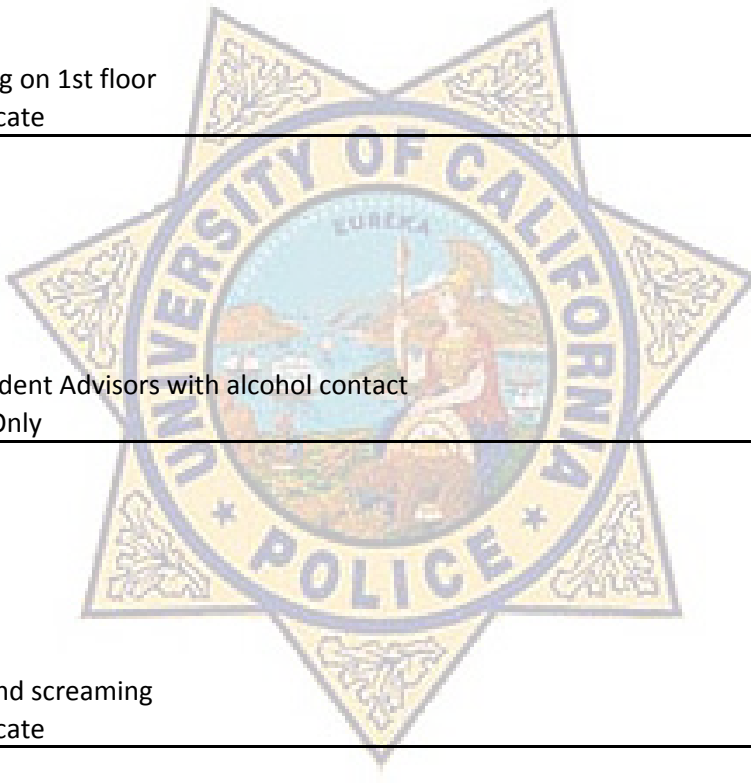 g on 1st floor
cate
UNIVERSITY OF CALIFORNIA
EUREKA
dent Advisors with alcohol contact
Only
POLICE
nd screaming
cate